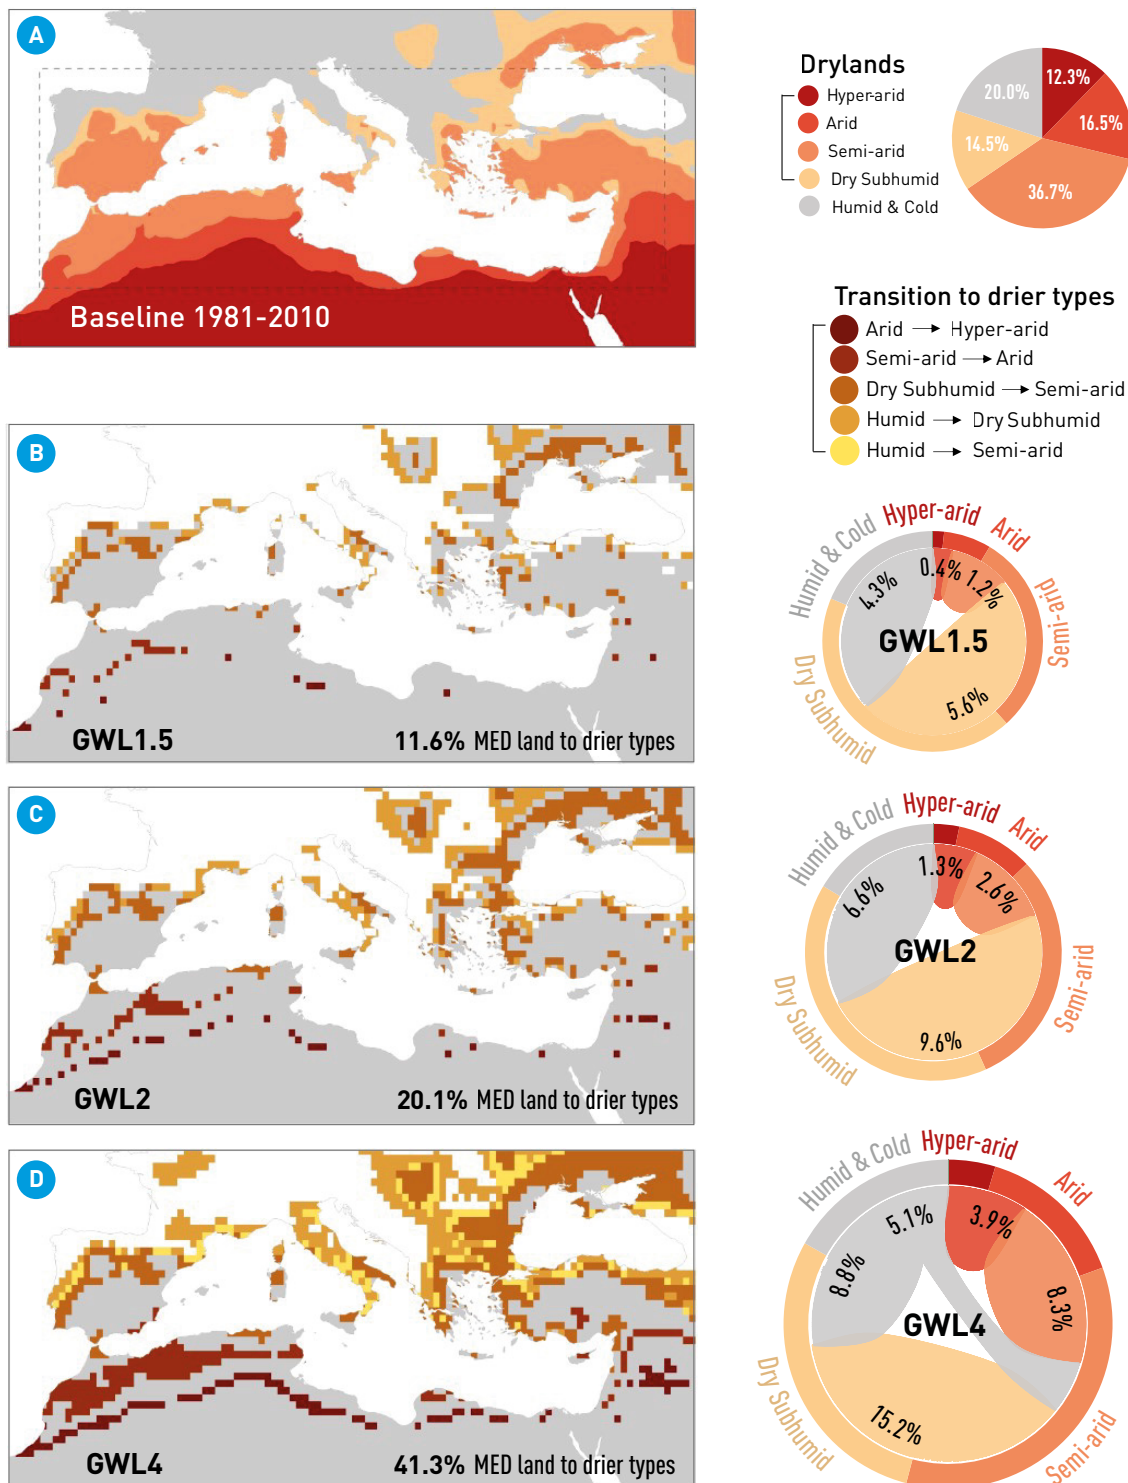 A
Baseline 1981-2010
Drylands
Hyper-arid
Arid
Semi-arid
Dry Subhumid
Humid & Cold
12.3%
16.5%
36.7%
14.5%
20.0%
Transition to drier types
Arid → Hyper-arid
Semi-arid → Arid
Dry Subhumid → Semi-arid
Humid → Dry Subhumid
Humid → Semi-arid
B
GWL1.5
11.6% MED land to drier types
Humid & Cold
Hyper-arid
Arid
Semi-arid
Dry Subhumid
4.3%
0.4%
1.2%
GWL1.5
5.6%
C
GWL2
20.1% MED land to drier types
Humid & Cold
Hyper-arid
Arid
Semi-arid
Dry Subhumid
6.6%
1.3%
2.6%
GWL2
9.6%
D
GWL4
41.3% MED land to drier types
Humid & Cold
Hyper-arid
Arid
Semi-arid
Dry Subhumid
8.8%
5.1%
3.9%
8.3%
GWL4
15.2%